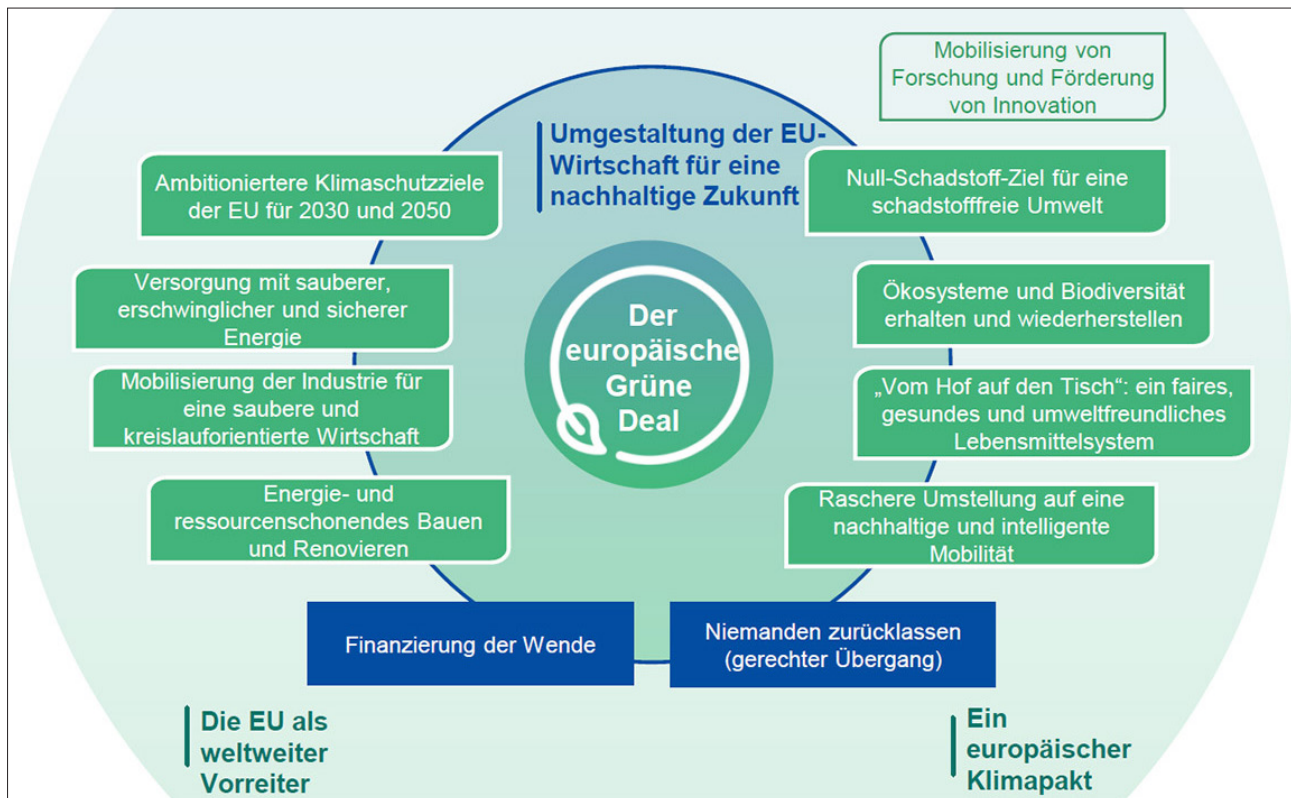 Mobilisierung von
Forschung und Förderung
von Innovation
Umgestaltung der EU-
Wirtschaft für eine
nachhaltige Zukunft
Ambitioniertere Klimaschutzziele
der EU für 2030 und 2050
Null-Schadstoff-Ziel für eine
schadstofffreie Umwelt
Versorgung mit sauberer,
erschwinglicher und sicherer
Energie
Ökosysteme und Biodiversität
erhalten und wiederherstellen
Der
europäische
Grüne
Deal
Mobilisierung der Industrie für
eine saubere und
kreislauforientierte Wirtschaft
„Vom Hof auf den Tisch“: ein faires,
gesundes und umweltfreundliches
Lebensmittelsystem
Energie- und
ressourcenschonendes Bauen
und Renovieren
Raschere Umstellung auf eine
nachhaltige und intelligente
Mobilität
Finanzierung der Wende
Niemanden zurücklassen
(gerechter Übergang)
Die EU als
weltweiter
Vorreiter
Ein
europäischer
Klimapakt